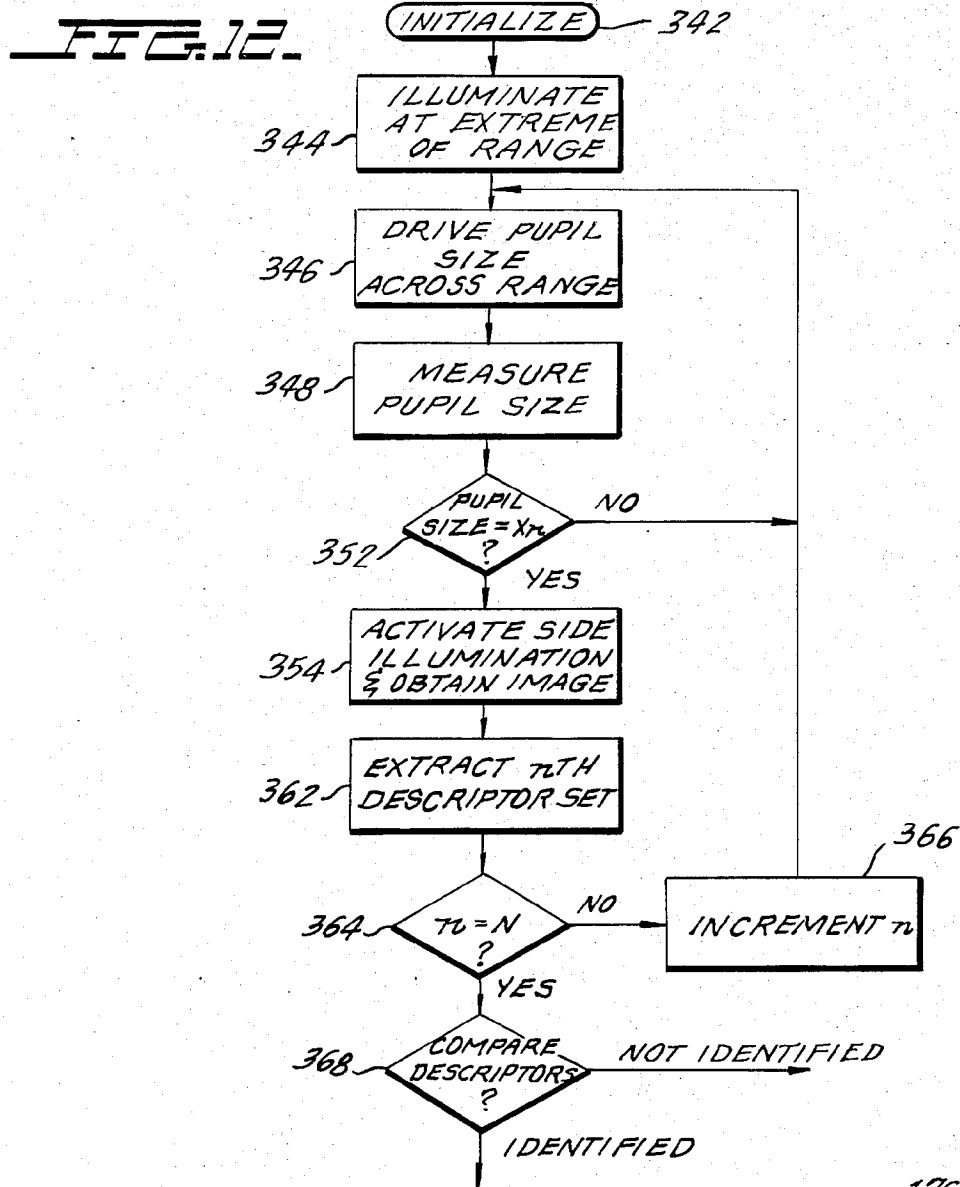 FIG. 12.
INITIALIZE 342
ILLUMINATE
AT EXTREME
OF RANGE
344
DRIVE PUPIL
SIZE
ACROSS RANGE
346
MEASURE
PUPIL SIZE
348
PUPIL
SIZE = Xn
?
352
NO
YES
ACTIVATE SIDE
ILLUMINATION
& OBTAIN IMAGE
354
EXTRACT nTH
DESCRIPTOR SET
362
366
n = N
?
364
NO
INCREMENT n
YES
COMPARE
DESCRIPTORS
?
368
NOT IDENTIFIED
IDENTIFIED